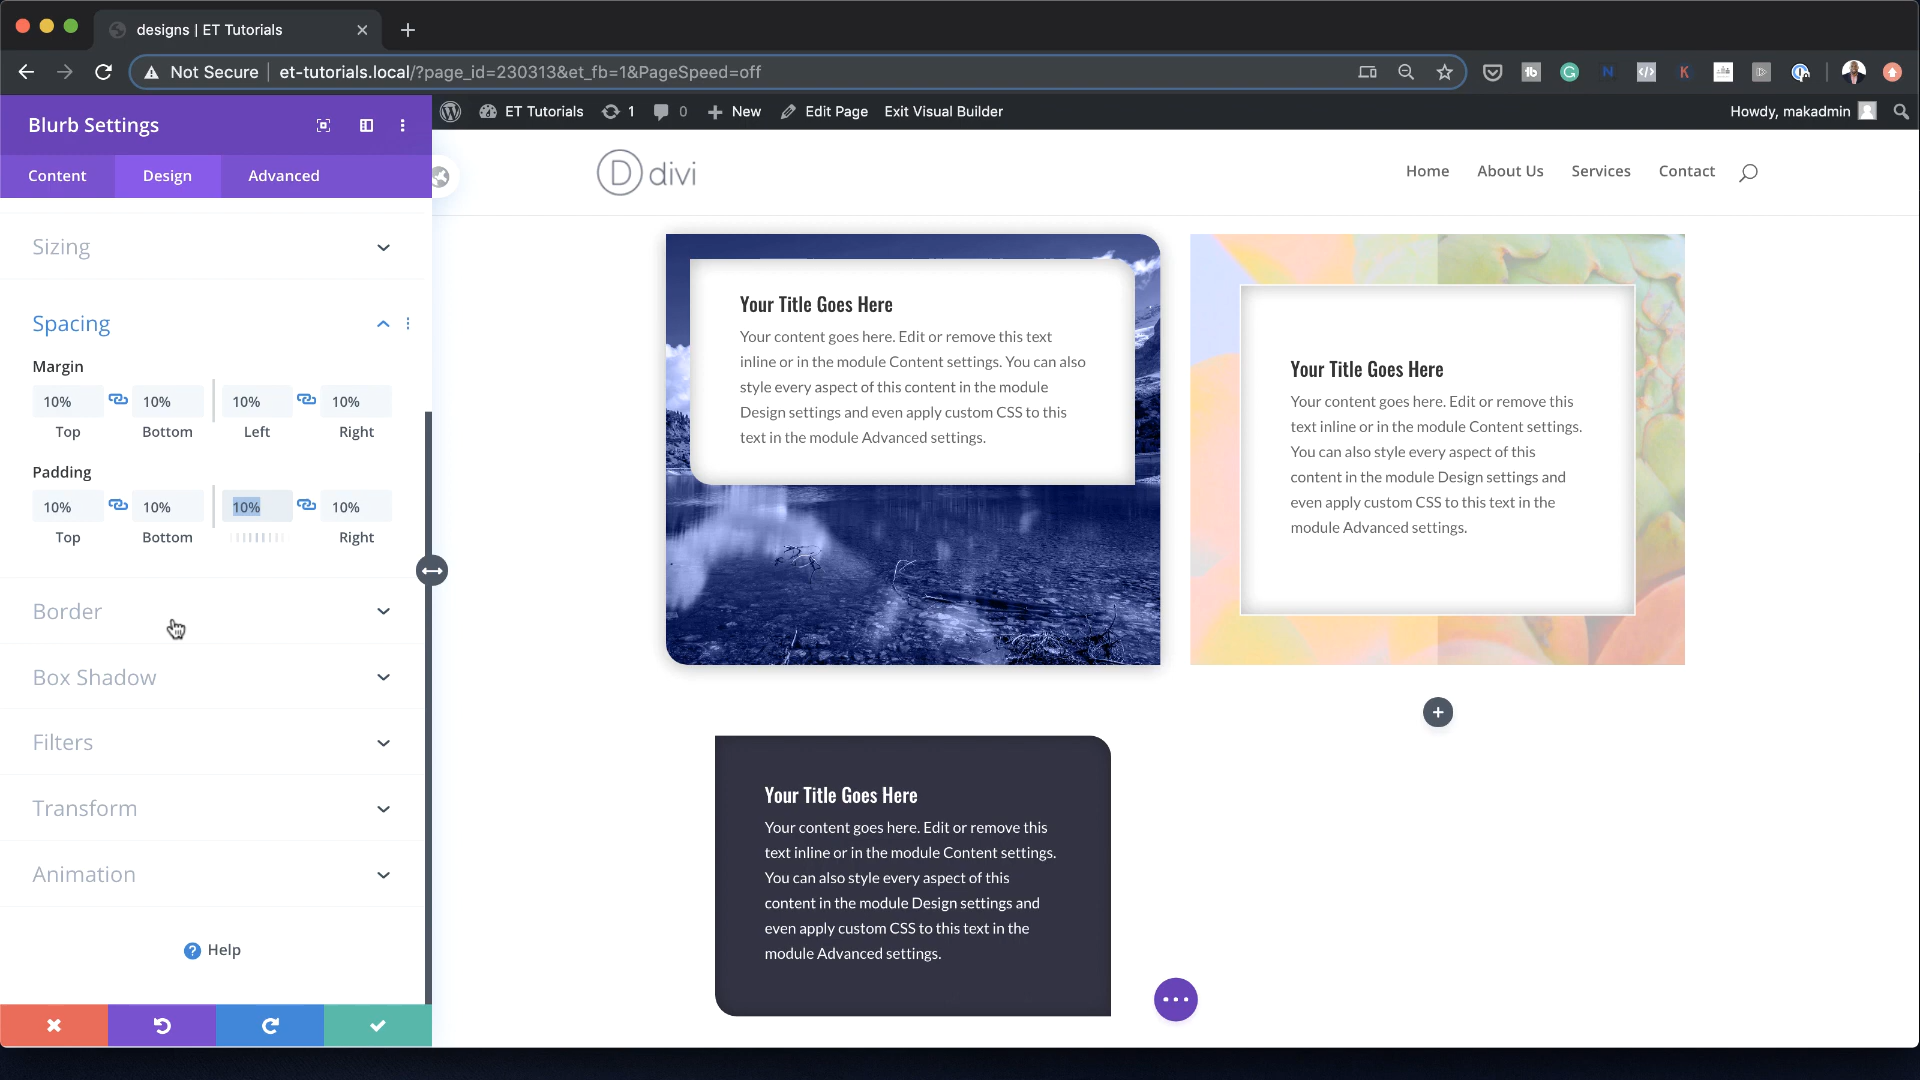 designs | ET Tutorials
Not Secure | et-tutorials.local/?page_id=230313&et_fb=1&PageSpeed=off
Blurb Settings
ET Tutorials 1 0 New Edit Page Exit Visual Builder Howdy, makadmin
Content Design Advanced
D divi
Home About Us Services Contact
Sizing
Spacing
Margin
10% 10% 10% 10%
Top Bottom Left Right
Padding
10% 10% 10% 10%
Top Bottom Right
Border
Box Shadow
Filters
Transform
Animation
? Help
Your Title Goes Here
Your content goes here. Edit or remove this text
inline or in the module Content settings. You can also
style every aspect of this content in the module
Design settings and even apply custom CSS to this
text in the module Advanced settings.
Your Title Goes Here
Your content goes here. Edit or remove this
text inline or in the module Content settings.
You can also style every aspect of this
content in the module Design settings and
even apply custom CSS to this text in the
module Advanced settings.
Your Title Goes Here
Your content goes here. Edit or remove this
text inline or in the module Content settings.
You can also style every aspect of this
content in the module Design settings and
even apply custom CSS to this text in the
module Advanced settings.